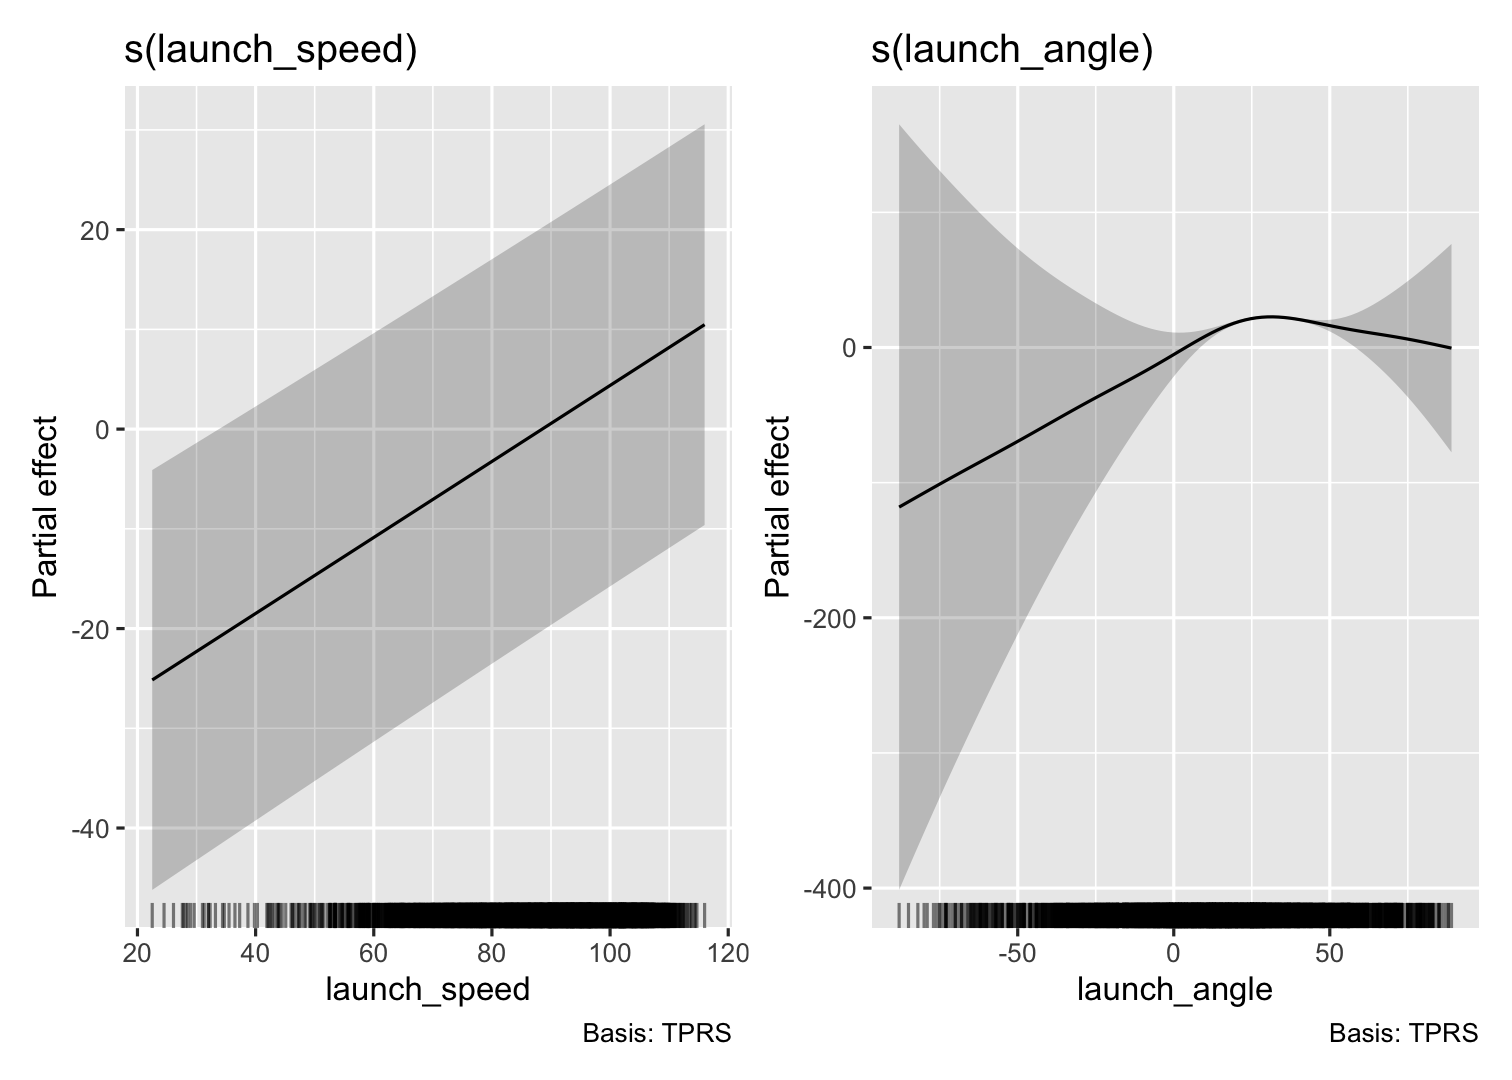 s(launch_speed)
Partial effect
20
0
-20
-40
20
40
60
80
100
120
launch_speed
Basis: TPRS
s(launch_angle)
Partial effect
0
-200
-400
-50
0
50
launch_angle
Basis: TPRS